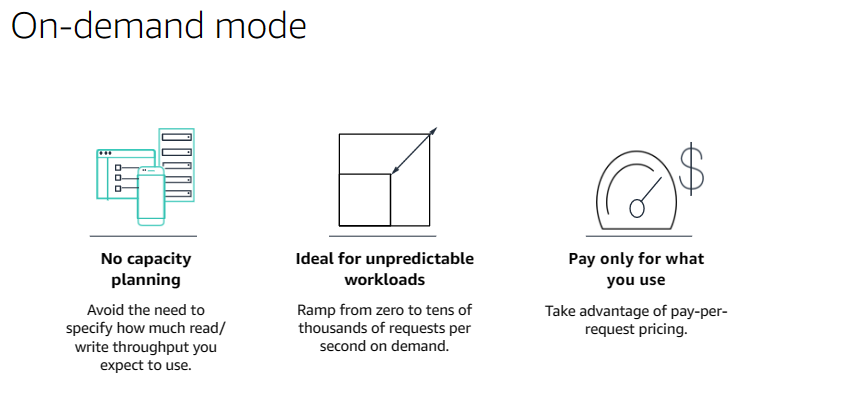 On-demand mode
$
No capacity
planning
Avoid the need to
specify how much read/
write throughput you
expect to use.
Ideal for unpredictable
workloads
Ramp from zero to tens of
thousands of requests per
second on demand.
Pay only for what
you use
Take advantage of pay-per-
request pricing.